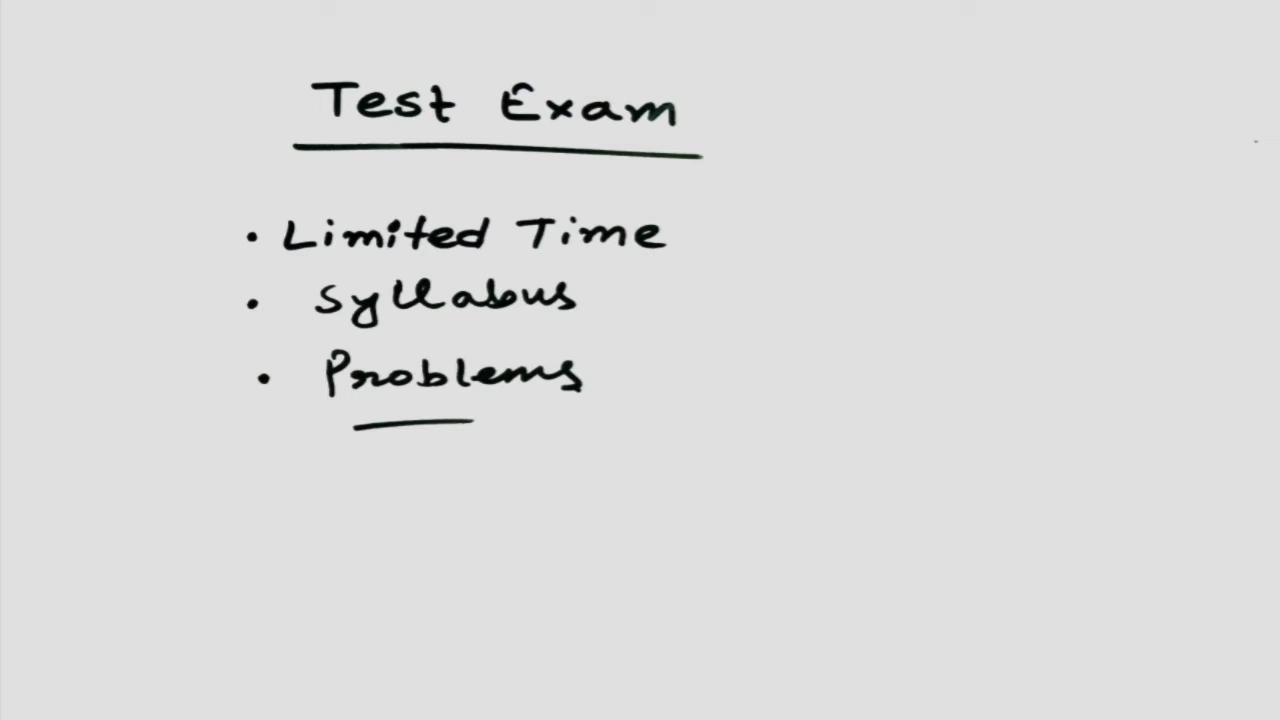 Test Exam
• Limited Time
• Syllabus
• Problems